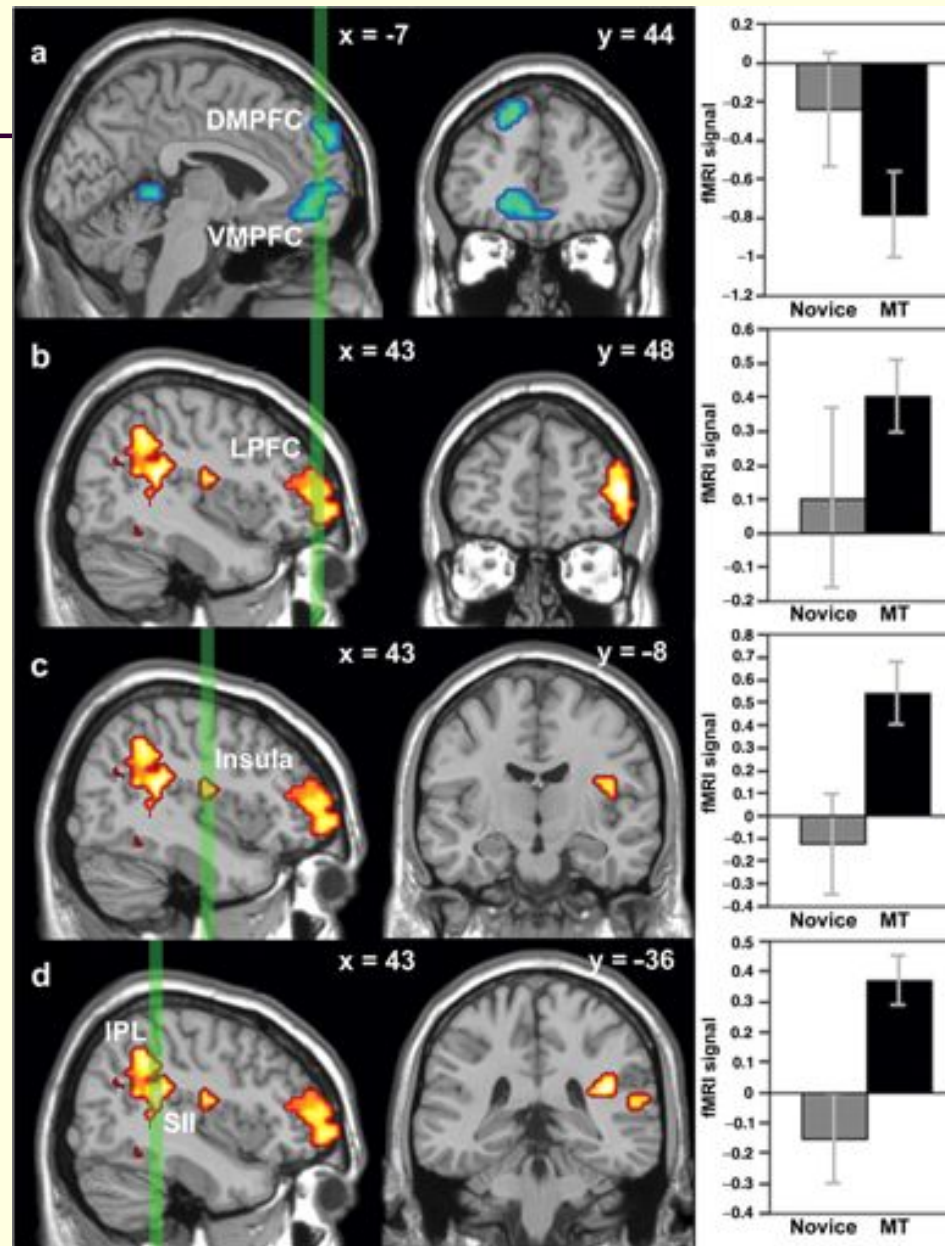 a
x = -7
y = 44
DMPFC
VMPFC
fMRI signal
0.2
0
–0.2
–0.4
–0.6
–0.8
–1
–1.2
Novice MT
b
x = 43
y = 48
LPFC
fMRI signal
0.6
0.5
0.4
0.3
0.2
0.1
0
–0.1
–0.2
Novice MT
c
x = 43
y = -8
Insula
fMRI signal
0.8
0.7
0.6
0.5
0.4
0.3
0.2
0.1
0
–0.1
–0.2
–0.3
–0.4
Novice MT
d
x = 43
y = -36
IPL
SII
fMRI signal
0.5
0.4
0.3
0.2
0.1
0
–0.1
–0.2
–0.3
–0.4
Novice MT